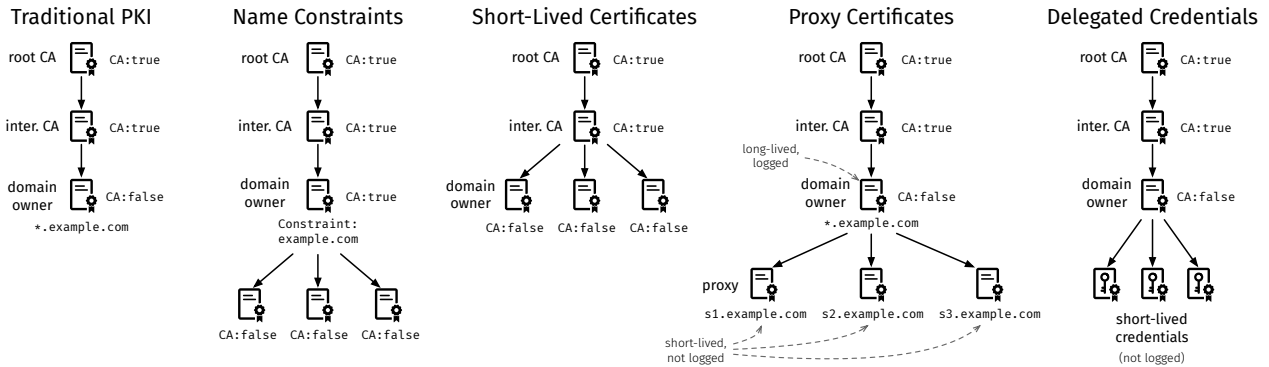 Traditional PKI
root CA
CA:true
inter. CA
CA:true
domain
owner
CA:false
*.example.com
Name Constraints
root CA
CA:true
inter. CA
CA:true
domain
owner
CA:true
Constraint:
example.com
CA:false CA:false CA:false
Short-Lived Certificates
root CA
CA:true
inter. CA
CA:true
domain
owner
CA:false CA:false CA:false
Proxy Certificates
root CA
CA:true
inter. CA
CA:true
long-lived,
logged
domain
owner
CA:false
*.example.com
proxy
s1.example.com s2.example.com s3.example.com
short-lived,
not logged
Delegated Credentials
root CA
CA:true
inter. CA
CA:true
domain
owner
CA:false
short-lived
credentials
(not logged)